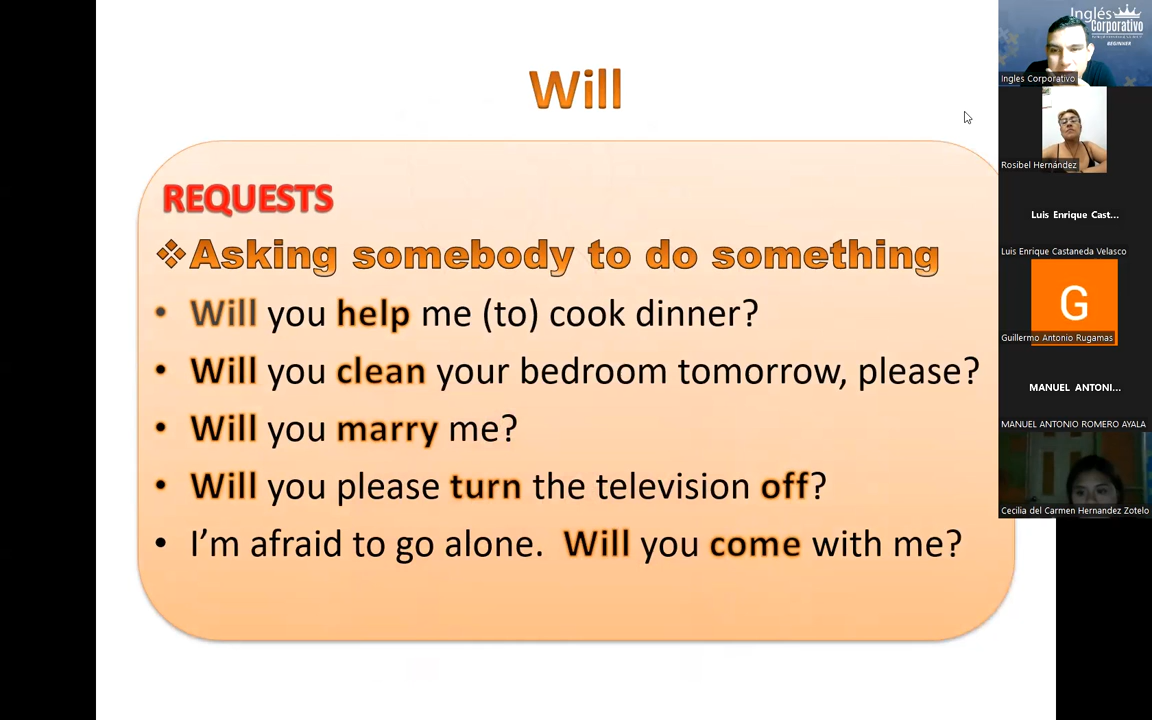 Will
REQUESTS
❖Asking somebody to do something
• Will you help me (to) cook dinner?
• Will you clean your bedroom tomorrow, please?
• Will you marry me?
• Will you please turn the television off?
• I’m afraid to go alone.  Will you come with me?
Inglés
Corporativo
BEGINNER
Ingles Corporativo
Rosibel Hernández
Luis Enrique Cast...
Luis Enrique Castaneda Velasco
G
Guillermo Antonio Rugamas
MANUEL ANTONI...
MANUEL ANTONIO ROMERO AYALA
Cecilia del Carmen Hernandez Zotelo